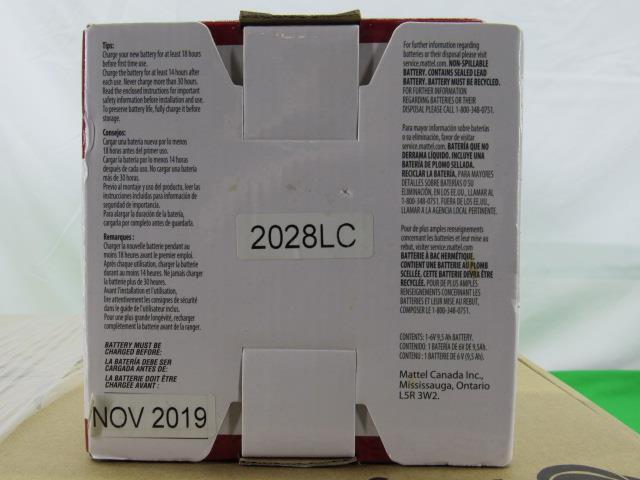 Tips:
Charge your new battery for at least 18 hours
before first time use.
Charge the battery for at least 14 hours after
each use. Never charge more than 30 hours.
Read the enclosed instructions for important
safety information before installation and use.
To preserve battery life, fully charge it before
storage.
Consejos:
Cargar una batería nueva por lo menos
18 horas antes del primer uso.
Cargar la batería por lo menos 14 horas
después de cada uso. No cargar una batería
más de 30 horas.
Previo al montaje y uso del producto, leer las
instrucciones incluidas para información de
seguridad de importancia.
Para alargar la duración de la batería,
cargarla por completo antes de guardarla.
Remarques :
Charger la nouvelle batterie pendant au
moins 18 heures avant le premier emploi.
Après chaque utilisation, charger la batterie
durant au moins 14 heures. Ne jamais charger
la batterie plus de 30 heures.
Avant l'installation et l'utilisation,
lire attentivement les consignes de sécurité
dans le guide de l'utilisateur inclus.
Pour une plus grande longévité, recharger
complètement la batterie avant de la ranger.
BATTERY MUST BE
CHARGED BEFORE:
LA BATERÍA DEBE SER
CARGADA ANTES DE:
LA BATTERIE DOIT ÊTRE
CHARGÉE AVANT :
NOV 2019
2028LC
For further information regarding
batteries or their disposal please visit
service.mattel.com. NON-SPILLABLE
BATTERY. CONTAINS SEALED LEAD
BATTERY. BATTERY MUST BE RECYCLED.
FOR FURTHER INFORMATION
REGARDING BATTERIES OR THEIR
DISPOSAL PLEASE CALL 1-800-348-0751.
Para mayor información sobre baterías
o su eliminación, favor de visitar
service.mattel.com. BATERÍA QUE NO
DERRAMA LÍQUIDO. INCLUYE UNA
BATERÍA DE PLOMO SELLADA.
RECICLAR LA BATERÍA. PARA MAYORES
DETALLES SOBRE BATERÍAS O SU
ELIMINACIÓN, EN LOS EE.UU., LLAMAR AL
1-800-348-0751. FUERA DE LOS EE.UU.,
LLAMAR A LA AGENCIA LOCAL PERTINENTE.
Pour de plus amples renseignements
concernant les batteries et leur mise au
rebut, visiter service.mattel.com
BATTERIE À BAC HERMÉTIQUE.
CONTIENT UNE BATTERIE AU PLOMB
SCELLÉE. CETTE BATTERIE DEVRA ÊTRE
RECYCLÉE. POUR DE PLUS AMPLES
RENSEIGNEMENTS CONCERNANT LES
BATTERIES ET LEUR MISE AU REBUT,
COMPOSER LE 1-800-348-0751.
CONTENTS: 1-6V 9,5 Ah BATTERY.
CONTENIDO: 1 BATERÍA DE 6V DE 9,5Ah.
CONTENU : 1 BATTERIE DE 6 V (9,5 Ah).
Mattel Canada Inc.,
Mississauga, Ontario
L5R 3W2.